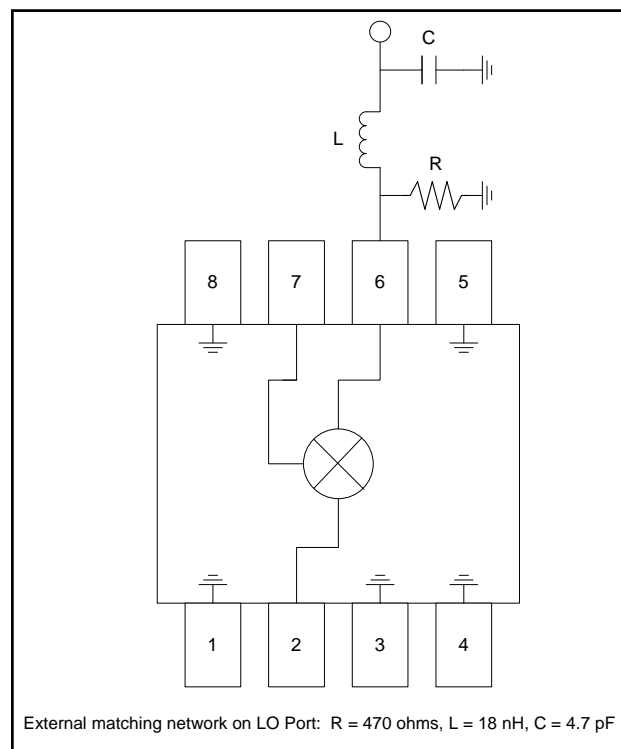 C
L
R
8 7 6 5
1 2 3 4
External matching network on LO Port: R = 470 ohms, L = 18 nH, C = 4.7 pF